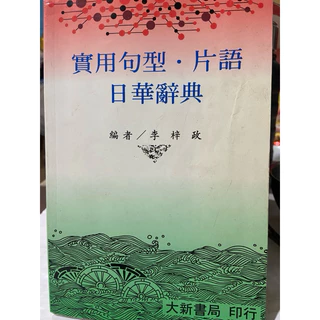 實用句型・片語
日華辭典
編者／李梓政
大新書局 印行